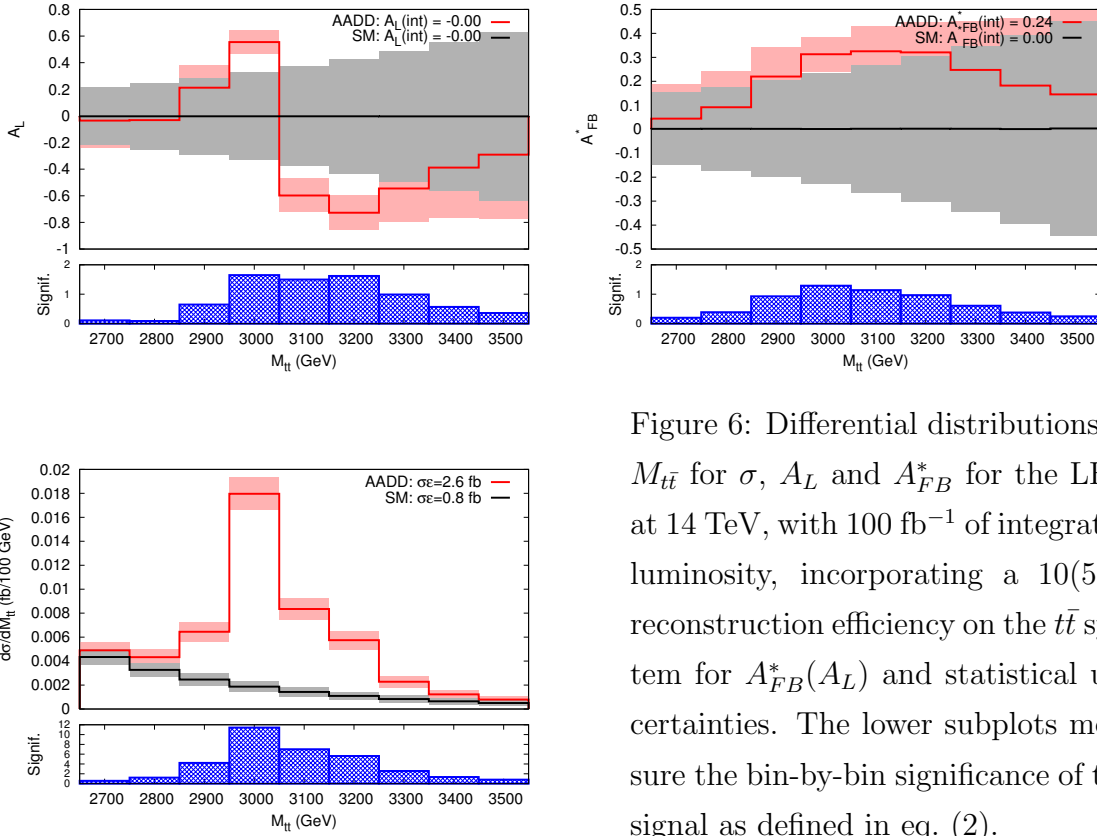 AADD: A_L(int) = -0.00
SM: A_L(int) = -0.00
0.8
0.6
0.4
0.2
0
-0.2
-0.4
-0.6
-0.8
-1
A_L
2
1
0
Signif.
2700 2800 2900 3000 3100 3200 3300 3400 3500
M_tt (GeV)
AADD: A*_FB(int) = 0.24
SM: A*_FB(int) = 0.00
0.5
0.4
0.3
0.2
0.1
0
-0.1
-0.2
-0.3
-0.4
-0.5
A*_FB
2
1
0
Signif.
2700 2800 2900 3000 3100 3200 3300 3400 3500
M_tt (GeV)
AADD: σε=2.6 fb
SM: σε=0.8 fb
0.02
0.018
0.016
0.014
0.012
0.01
0.008
0.006
0.004
0.002
0
dσ/dM_tt (fb/100 GeV)
12
10
8
6
4
2
0
Signif.
2700 2800 2900 3000 3100 3200 3300 3400 3500
M_tt (GeV)
Figure 6: Differential distributions
M_tt̄ for σ, A_L and A*_FB for the
at 14 TeV, with 100 fb⁻¹ of
luminosity, incorporating a
reconstruction efficiency on the tt̄
tem for A*_FB(A_L) and statistical
certainties. The lower subplots
sure the bin-by-bin significance of
signal as defined in eq. (2).